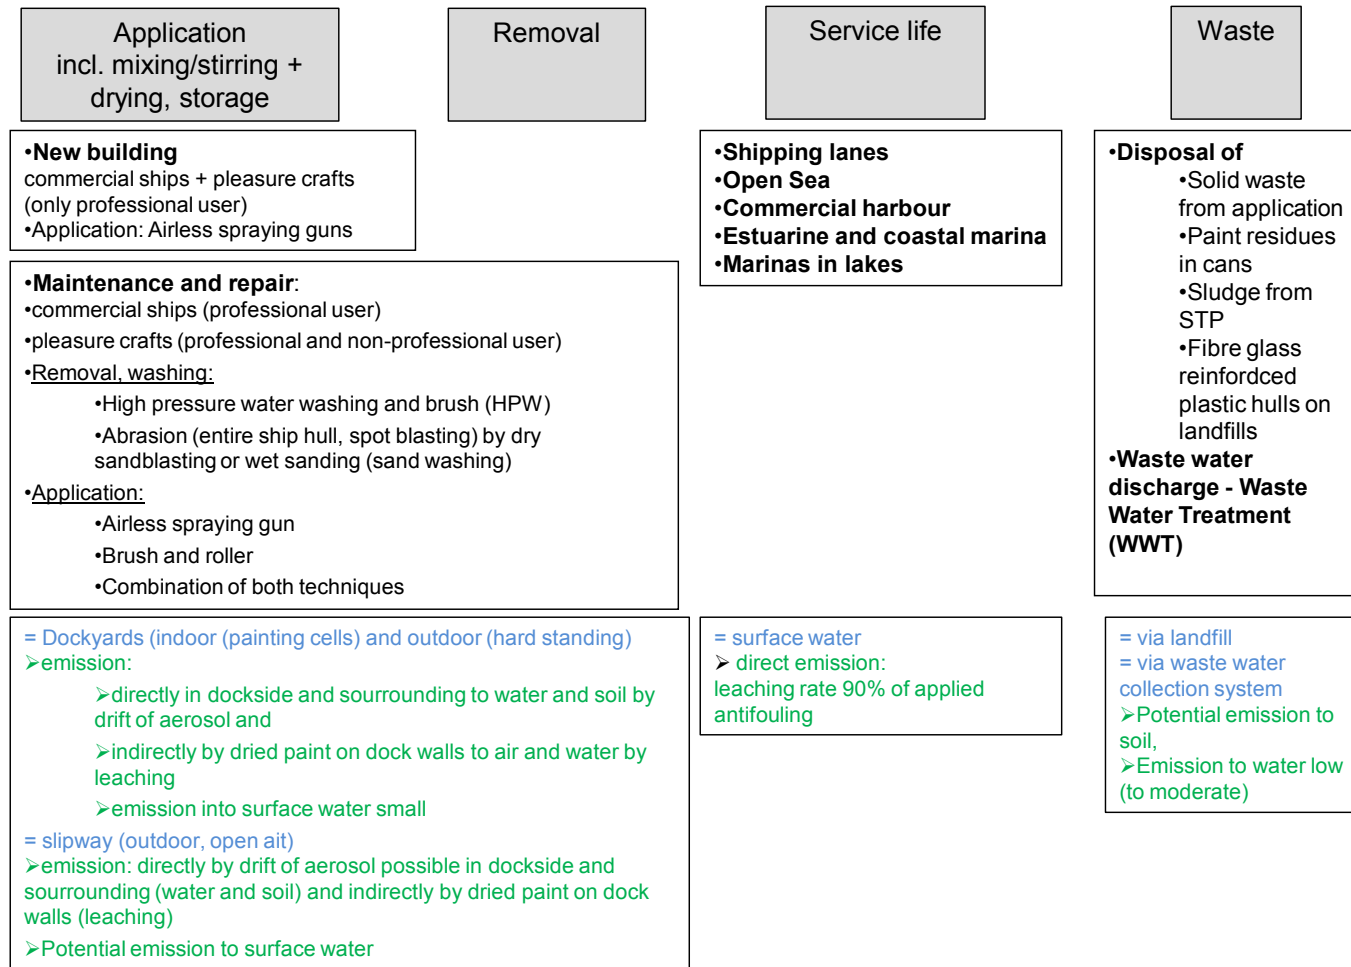 Application
incl. mixing/stirring +
drying, storage
Removal
Service life
Waste
•New building
commercial ships + pleasure crafts
(only professional user)
•Application: Airless spraying guns
•Maintenance and repair:
•commercial ships (professional user)
•pleasure crafts (professional and non-professional user)
•Removal, washing:
•High pressure water washing and brush (HPW)
•Abrasion (entire ship hull, spot blasting) by dry
sandblasting or wet sanding (sand washing)
•Application:
•Airless spraying gun
•Brush and roller
•Combination of both techniques
•Shipping lanes
•Open Sea
•Commercial harbour
•Estuarine and coastal marina
•Marinas in lakes
•Disposal of
•Solid waste
from application
•Paint residues
in cans
•Sludge from
STP
•Fibre glass
reinfordced
plastic hulls on
landfills
•Waste water
discharge - Waste
Water Treatment
(WWT)
= Dockyards (indoor (painting cells) and outdoor (hard standing)
➢emission:
➢directly in dockside and sourrounding to water and soil by
drift of aerosol and
➢indirectly by dried paint on dock walls to air and water by
leaching
➢emission into surface water small
= slipway (outdoor, open ait)
➢emission: directly by drift of aerosol possible in dockside and
sourrounding (water and soil) and indirectly by dried paint on dock
walls (leaching)
➢Potential emission to surface water
= surface water
➢ direct emission:
leaching rate 90% of applied
antifouling
= via landfill
= via waste water
collection system
➢Potential emission to
soil,
➢Emission to water low
(to moderate)